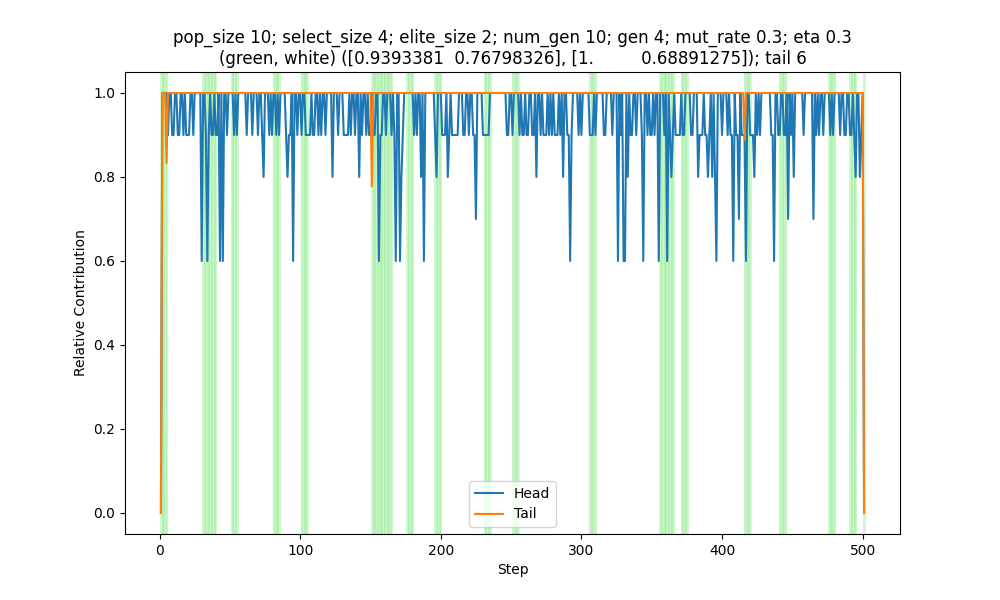 pop_size 10; select_size 4; elite_size 2; num_gen 10; gen 4; mut_rate 0.3; eta 0.3
(green, white) ([0.9393381  0.76798326], [1.         0.68891275]); tail 6
Relative Contribution
1.0
0.8
0.6
0.4
0.2
0.0
Head
Tail
0 100 200 300 400 500
Step